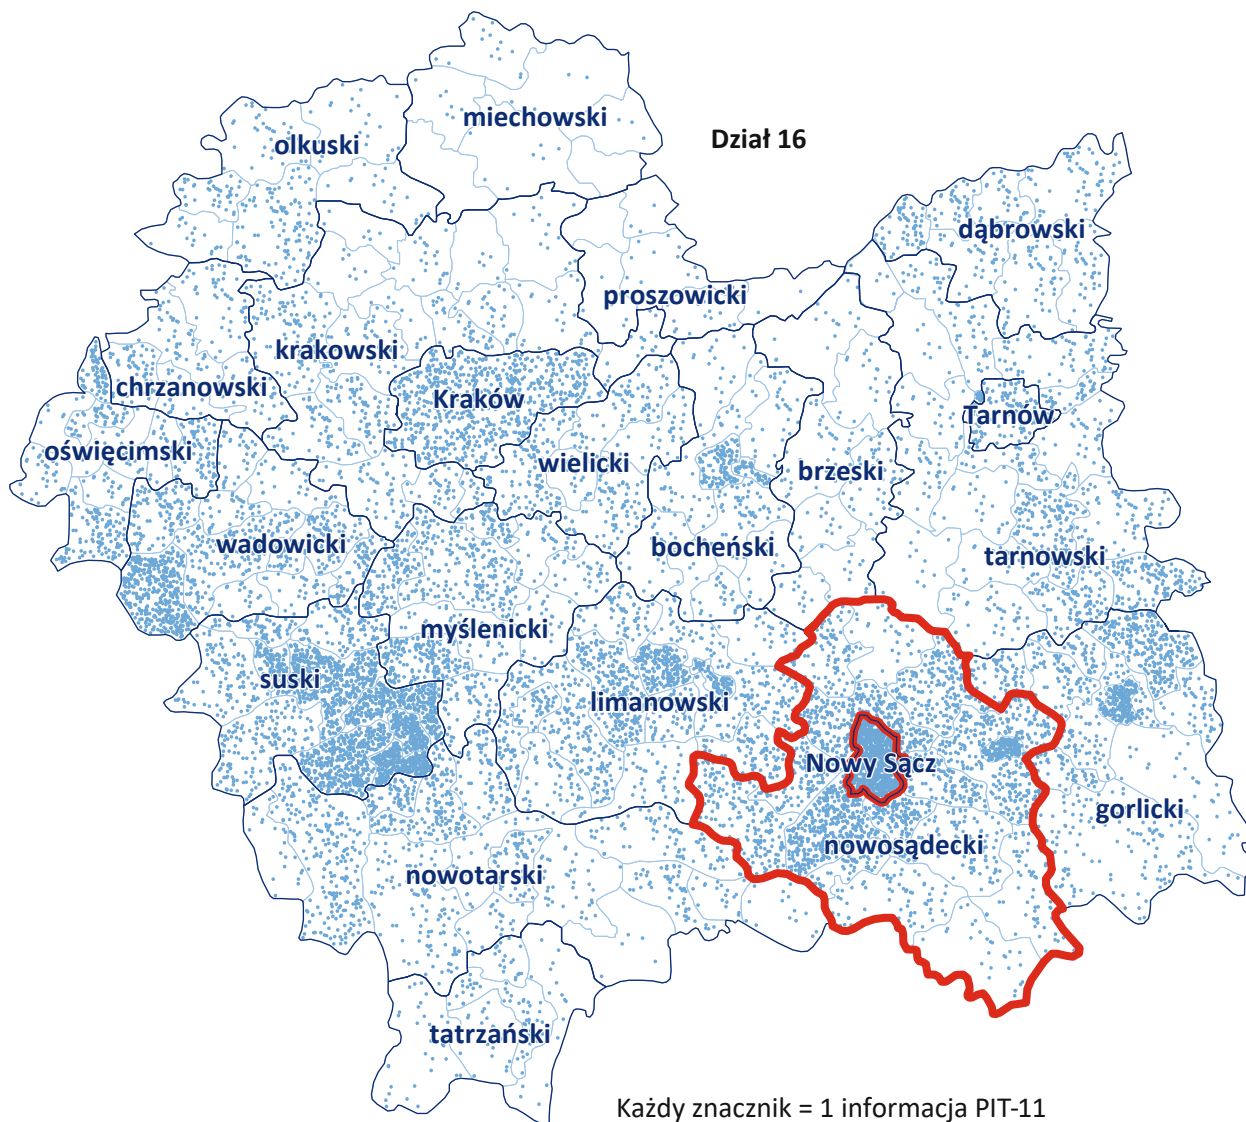 miechowski
Dział 16
olkuski
dąbrowski
proszowicki
krakowski
chrzanowski
Kraków
Tarnów
oświęcimski
wielicki
brzeski
wadowicki
bocheński
tarnowski
myślenicki
suski
limanowski
Nowy Sącz
gorlicki
nowosądecki
nowotarski
tatrzański
Każdy znacznik = 1 informacja PIT-11